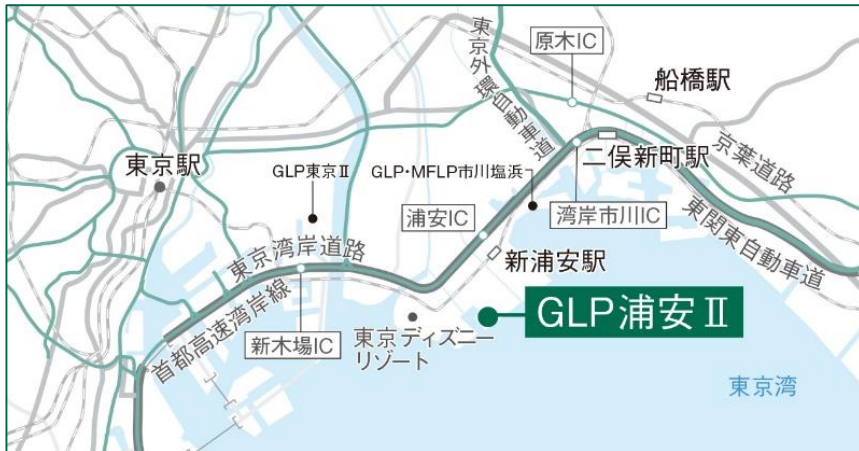 原木IC
船橋駅
東京外環自動車道
東京駅
二俣新町駅
京葉道路
GLP東京Ⅱ
GLP・MFLP市川塩浜
浦安IC
湾岸市川IC
東関東自動車道
東京湾岸道路
新浦安駅
首都高速湾岸線
新木場IC
東京ディズニー
リゾート
GLP浦安Ⅱ
東京湾